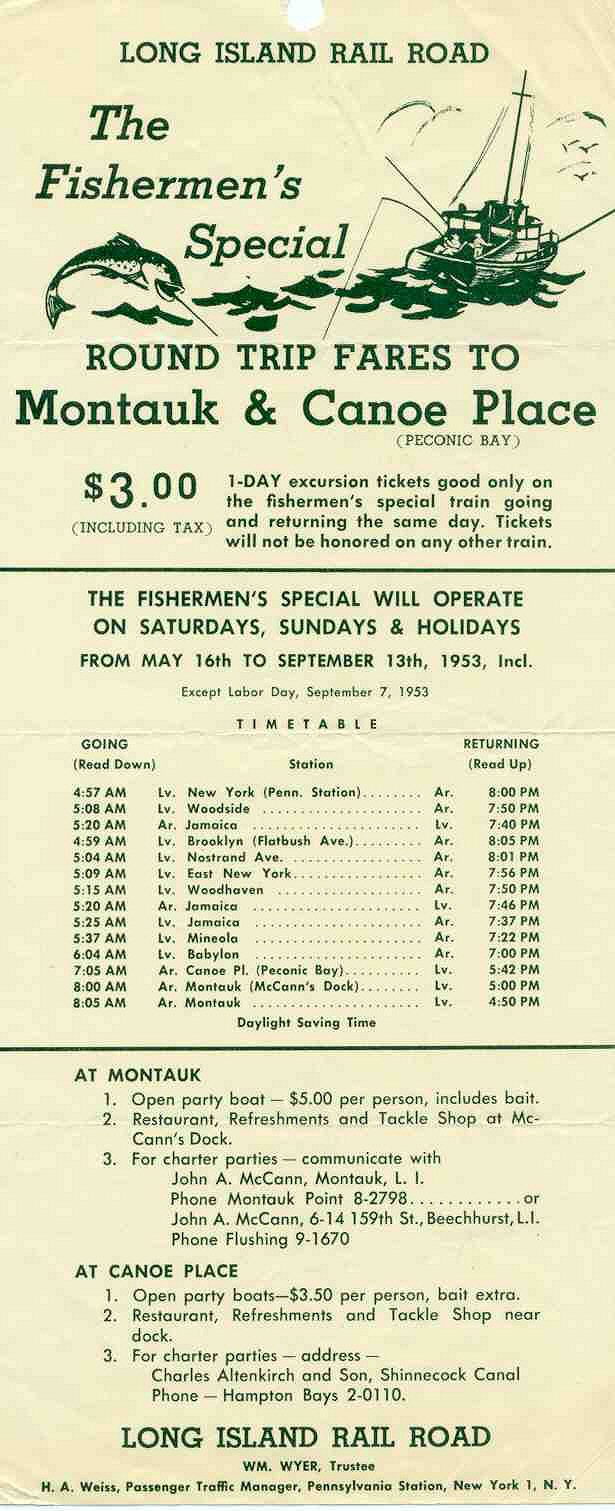 LONG ISLAND RAIL ROAD
The
Fishermen's
Special
ROUND TRIP FARES TO
Montauk & Canoe Place
(PECONIC BAY)
$3.00
(INCLUDING TAX)
1-DAY excursion tickets good only on
the fishermen's special train going
and returning the same day. Tickets
will not be honored on any other train.
THE FISHERMEN'S SPECIAL WILL OPERATE
ON SATURDAYS, SUNDAYS & HOLIDAYS
FROM MAY 16th TO SEPTEMBER 13th, 1953, Incl.
Except Labor Day, September 7, 1953
TIMETABLE
GOING RETURNING
(Read Down) Station (Read Up)
4:57 AM Lv. New York (Penn. Station)........ Ar. 8:00 PM
5:08 AM Lv. Woodside ...................... Ar. 7:50 PM
5:20 AM Ar. Jamaica ....................... Lv. 7:40 PM
4:59 AM Lv. Brooklyn (Flatbush Ave.)......... Ar. 8:05 PM
5:04 AM Lv. Nostrand Ave. .................. Ar. 8:01 PM
5:09 AM Lv. East New York.................. Ar. 7:56 PM
5:15 AM Lv. Woodhaven .................... Ar. 7:50 PM
5:20 AM Ar. Jamaica ....................... Lv. 7:46 PM
5:25 AM Lv. Jamaica ....................... Ar. 7:37 PM
5:37 AM Lv. Mineola ....................... Ar. 7:22 PM
6:04 AM Lv. Babylon ....................... Ar. 7:00 PM
7:05 AM Ar. Canoe Pl. (Peconic Bay).......... Lv. 5:42 PM
8:00 AM Ar. Montauk (McCann's Dock)........ Lv. 5:00 PM
8:05 AM Ar. Montauk ....................... Lv. 4:50 PM
Daylight Saving Time
AT MONTAUK
1. Open party boat — $5.00 per person, includes bait.
2. Restaurant, Refreshments and Tackle Shop at Mc-
Cann's Dock.
3. For charter parties — communicate with
John A. McCann, Montauk, L. I.
Phone Montauk Point 8-2798............or
John A. McCann, 6-14 159th St., Beechhurst, L.I.
Phone Flushing 9-1670
AT CANOE PLACE
1. Open party boats—$3.50 per person, bait extra.
2. Restaurant, Refreshments and Tackle Shop near
dock.
3. For charter parties — address —
Charles Altenkirch and Son, Shinnecock Canal
Phone — Hampton Bays 2-0110.
LONG ISLAND RAIL ROAD
WM. WYER, Trustee
H. A. Weiss, Passenger Traffic Manager, Pennsylvania Station, New York 1, N. Y.